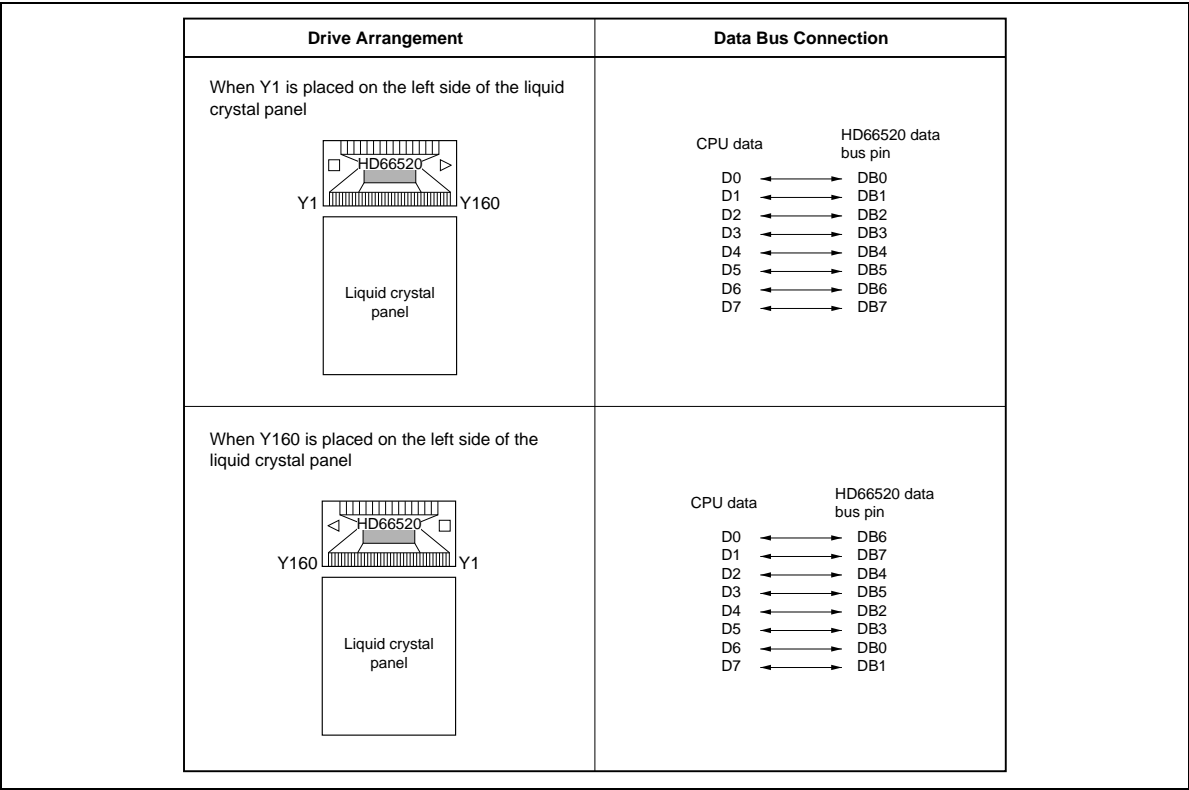 Drive Arrangement
Data Bus Connection
When Y1 is placed on the left side of the liquid
crystal panel
HD66520
Y1
Y160
Liquid crystal
panel
CPU data
HD66520 data
bus pin
D0 DB0
D1 DB1
D2 DB2
D3 DB3
D4 DB4
D5 DB5
D6 DB6
D7 DB7
When Y160 is placed on the left side of the
liquid crystal panel
HD66520
Y160
Y1
Liquid crystal
panel
CPU data
HD66520 data
bus pin
D0 DB6
D1 DB7
D2 DB4
D3 DB5
D4 DB2
D5 DB3
D6 DB0
D7 DB1